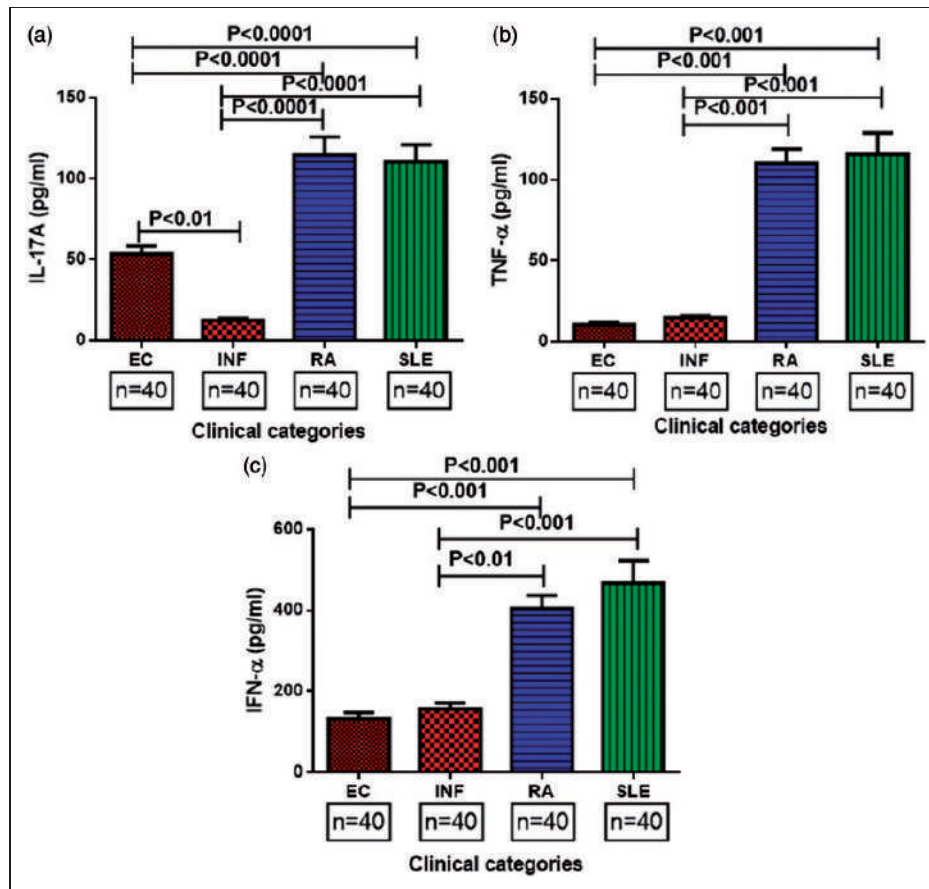 (a)
P<0.0001
P<0.0001
P<0.0001
P<0.0001
P<0.01
IL-17A (pg/ml)
150
100
50
0
EC INF RA SLE
n=40 n=40 n=40 n=40
Clinical categories
(b)
P<0.001
P<0.001
P<0.001
P<0.001
TNF-α (pg/ml)
150
100
50
0
EC INF RA SLE
n=40 n=40 n=40 n=40
Clinical categories
(c)
P<0.001
P<0.001
P<0.001
P<0.01
IFN-α (pg/ml)
600
400
200
0
EC INF RA SLE
n=40 n=40 n=40 n=40
Clinical categories